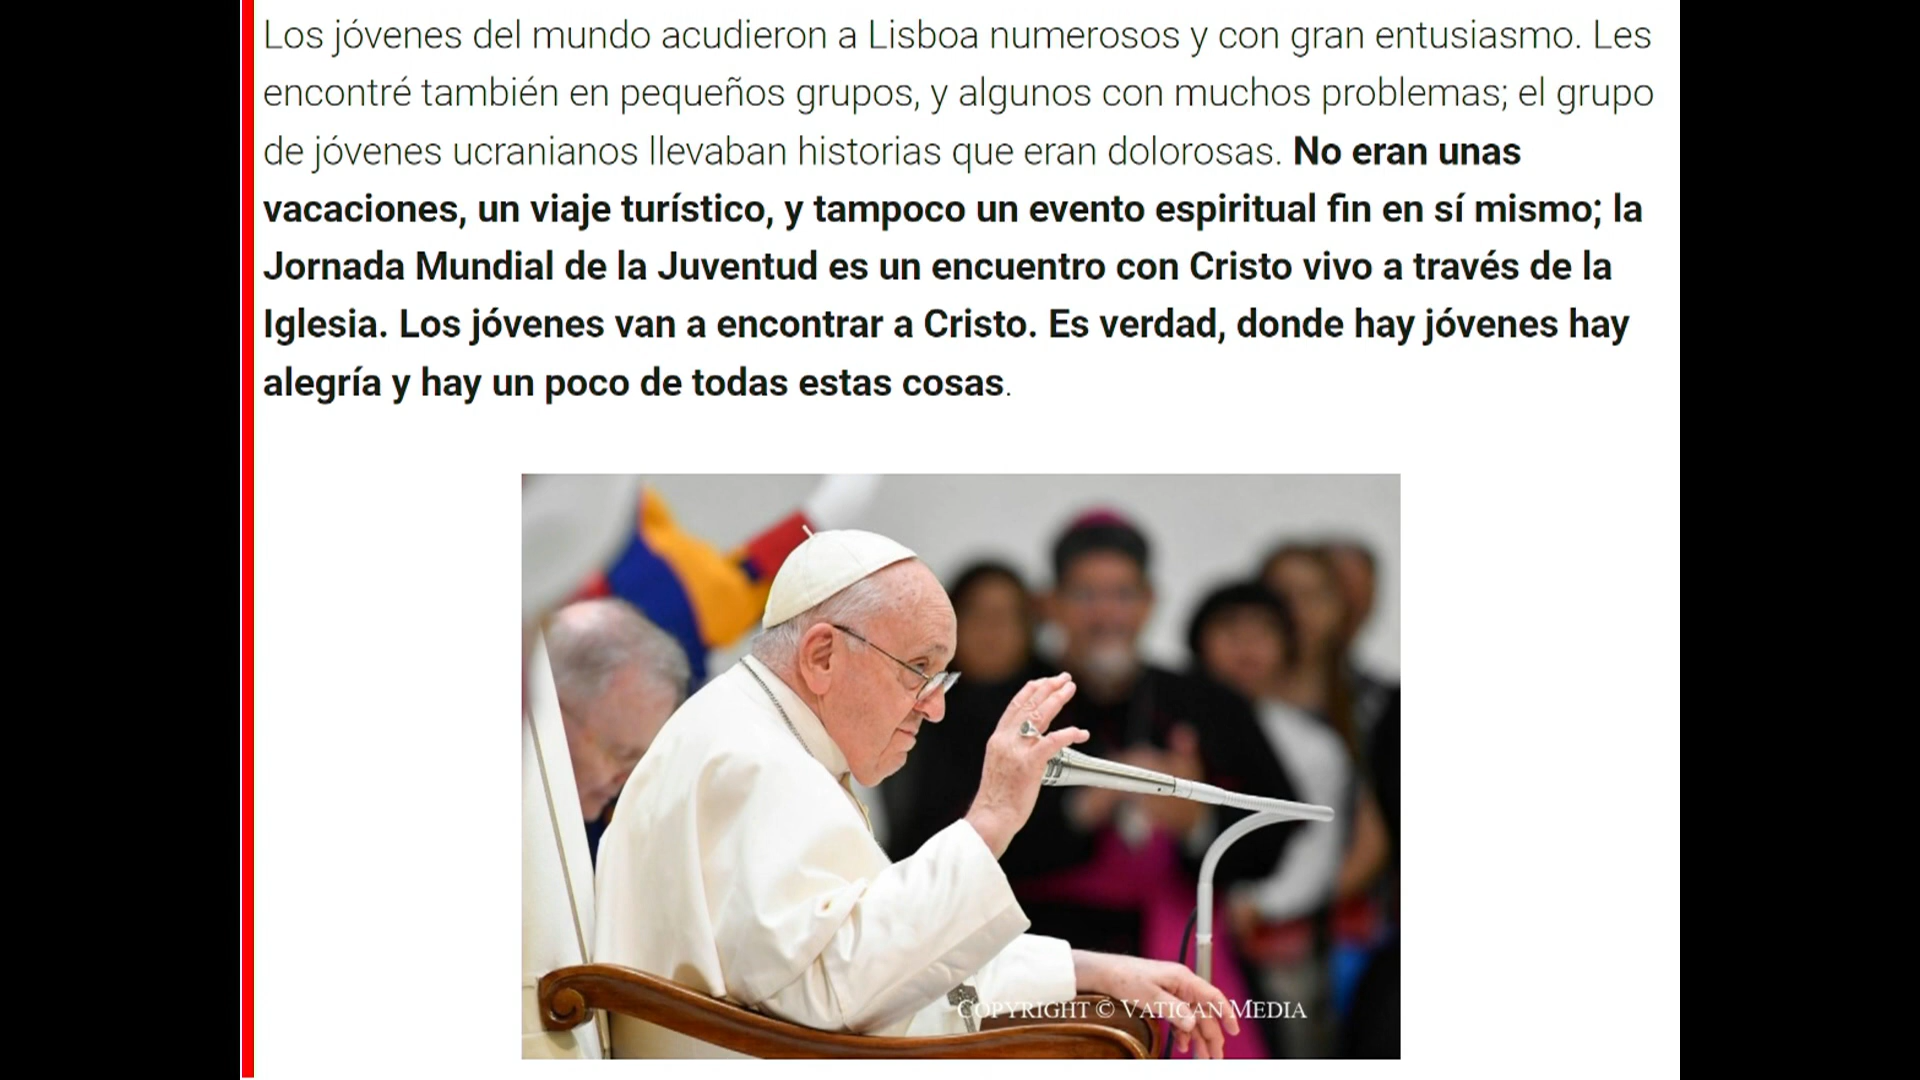 Los jóvenes del mundo acudieron a Lisboa numerosos y con gran entusiasmo. Les
encontré también en pequeños grupos, y algunos con muchos problemas; el grupo
de jóvenes ucranianos llevaban historias que eran dolorosas. No eran unas
vacaciones, un viaje turístico, y tampoco un evento espiritual fin en sí mismo; la
Jornada Mundial de la Juventud es un encuentro con Cristo vivo a través de la
Iglesia. Los jóvenes van a encontrar a Cristo. Es verdad, donde hay jóvenes hay
alegría y hay un poco de todas estas cosas.
COPYRIGHT © VATICAN MEDIA